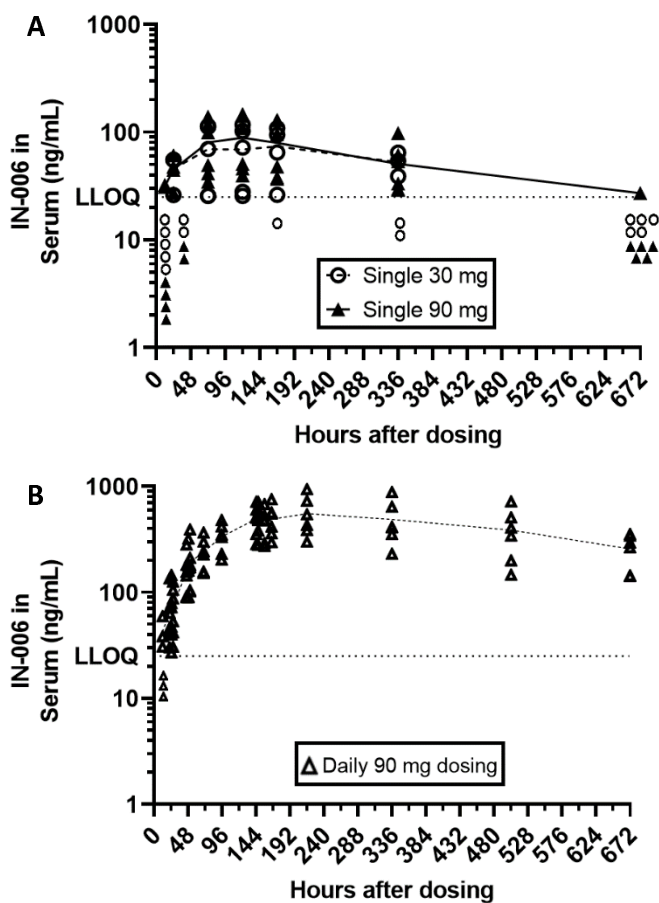 A
IN-006 in
Serum (ng/mL)
1000
100
LLOQ
10
1
Single 30 mg
Single 90 mg
0 48 96 144 192 240 288 336 384 432 480 528 576 624 672
Hours after dosing
B
IN-006 in
Serum (ng/mL)
1000
100
LLOQ
10
1
Daily 90 mg dosing
0 48 96 144 192 240 288 336 384 432 480 528 576 624 672
Hours after dosing